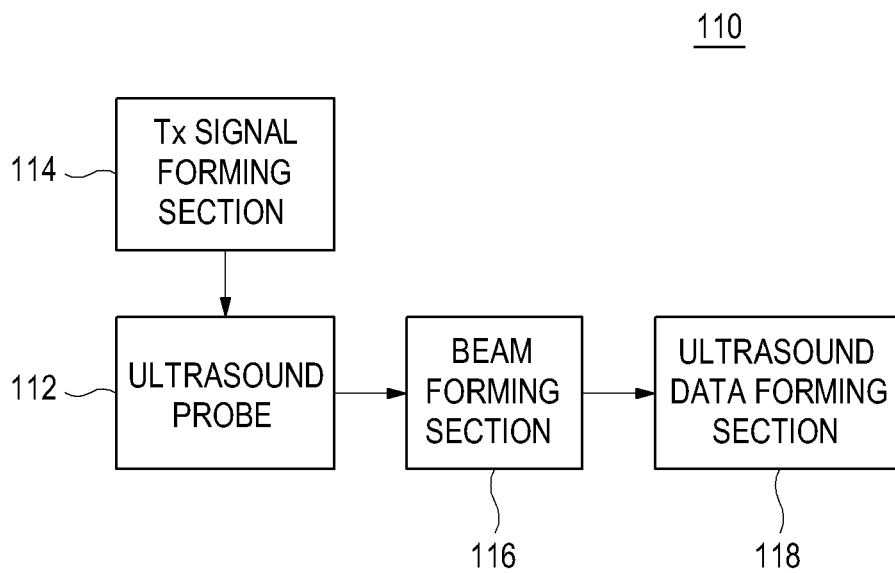 110
Tx SIGNAL
FORMING
SECTION
114
ULTRASOUND
PROBE
112
BEAM
FORMING
SECTION
116
ULTRASOUND
DATA FORMING
SECTION
118